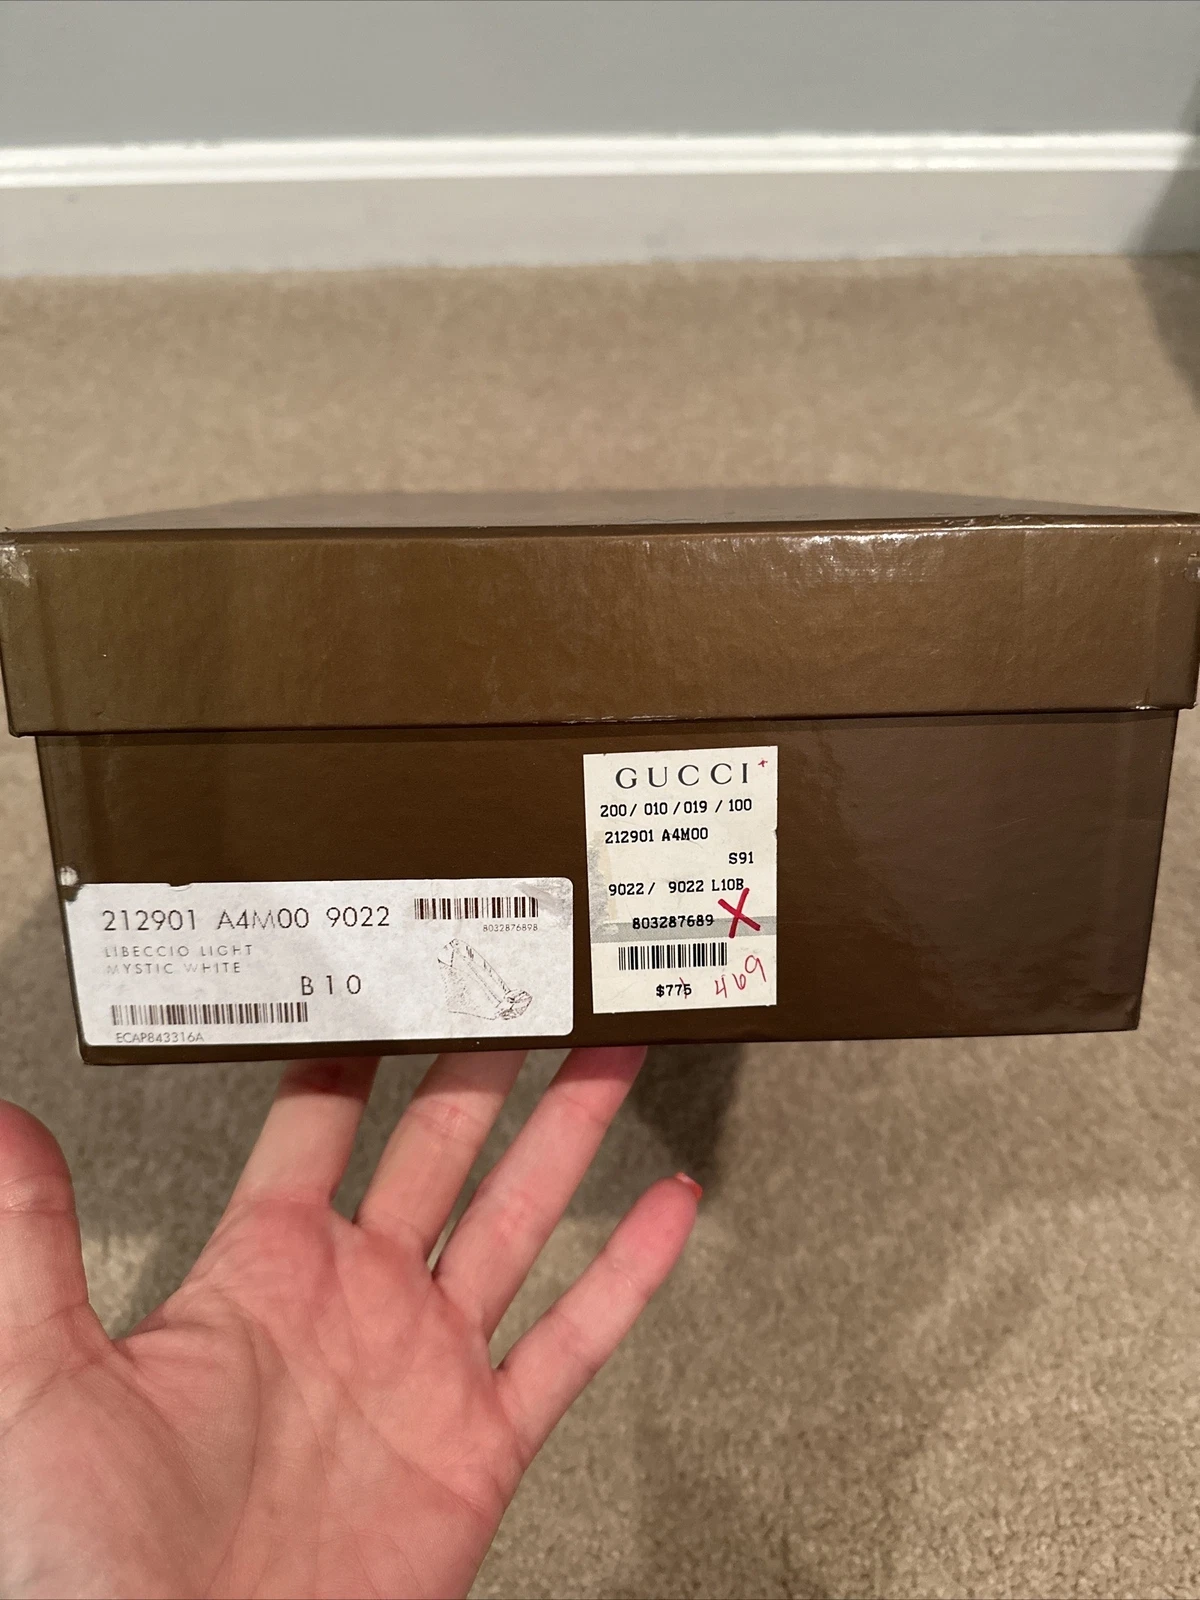 212901 A4M00 9022
803287689B
LIBECCIO LIGHT
MYSTIC WHITE
B10
ECAP843316A
GUCCI
200/ 010 /019 / 100
212901 A4M00
S91
9022/ 9022 L10B
803287689 X
$775 469